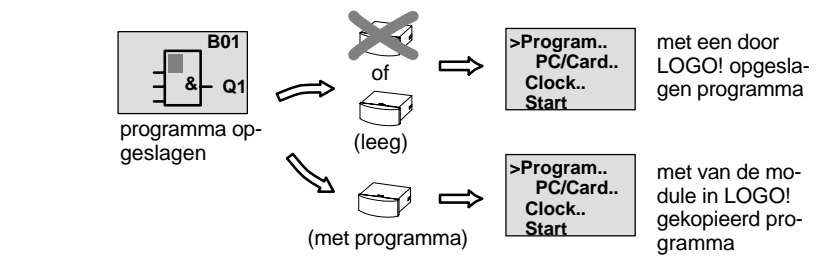 B01
&
Q1
programma op-
geslagen
of
(leeg)
>Program..
PC/Card..
Clock..
Start
met een door
LOGO! opgesla-
gen programma
(met programma)
>Program..
PC/Card..
Clock..
Start
met van de mo-
dule in LOGO!
gekopieerd pro-
gramma